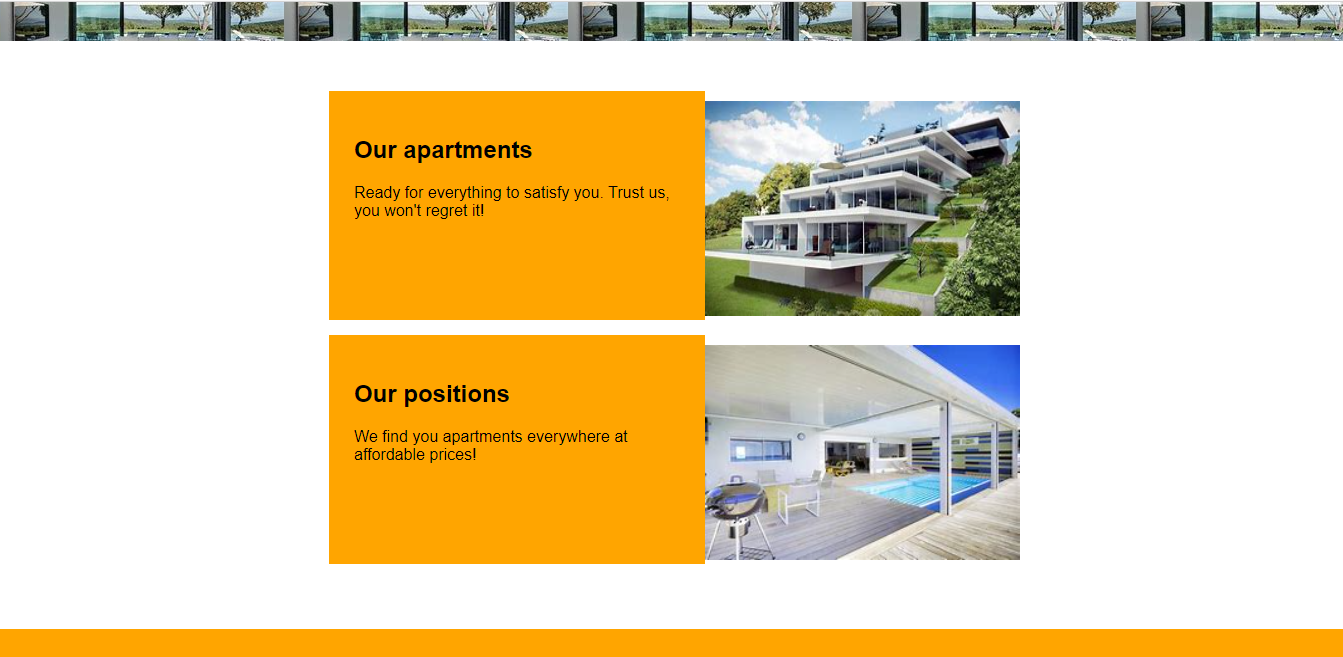 Our apartments
Ready for everything to satisfy you. Trust us,
you won't regret it!
Our positions
We find you apartments everywhere at
affordable prices!